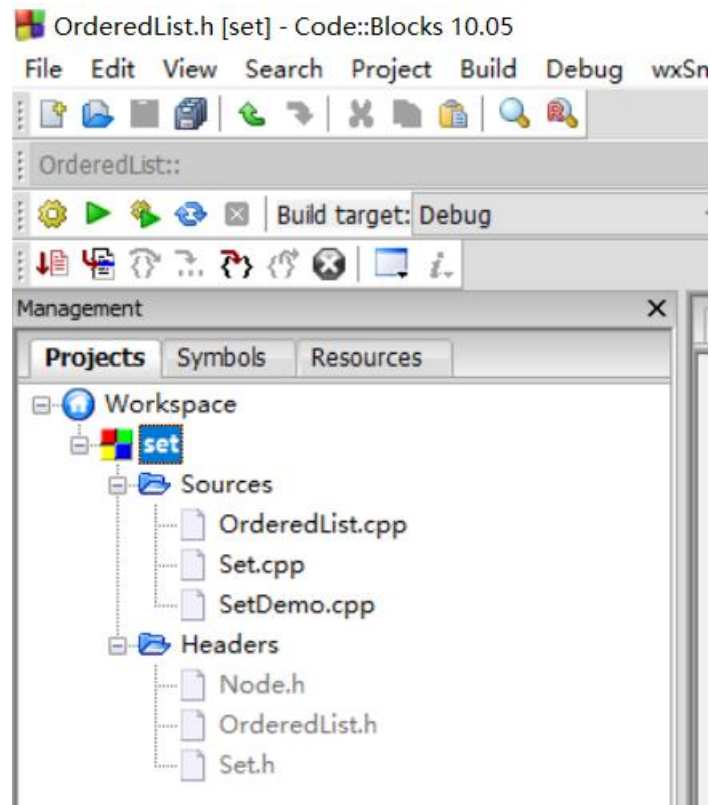 OrderedList.h [set] - Code::Blocks 10.05
File Edit View Search Project Build Debug wxSm
OrderedList::
Build target: Debug
Management
Projects Symbols Resources
Workspace
set
Sources
OrderedList.cpp
Set.cpp
SetDemo.cpp
Headers
Node.h
OrderedList.h
Set.h